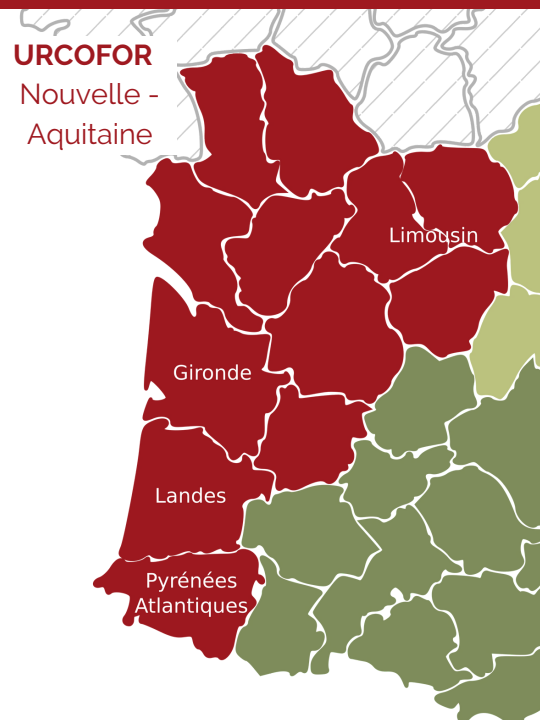 URCOFOR
Nouvelle -
Aquitaine
Limousin
Gironde
Landes
Pyrénées
Atlantiques